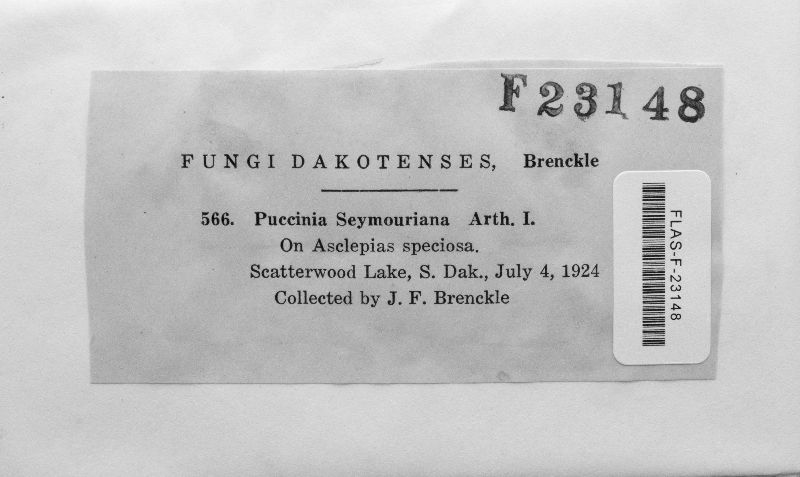 F23148
FUNGI DAKOTENSES, Brenckle
566. Puccinia Seymouriana Arth. I.
On Asclepias speciosa.
Scatterwood Lake, S. Dak., July 4, 1924
Collected by J. F. Brenckle
FLAS-F-23148